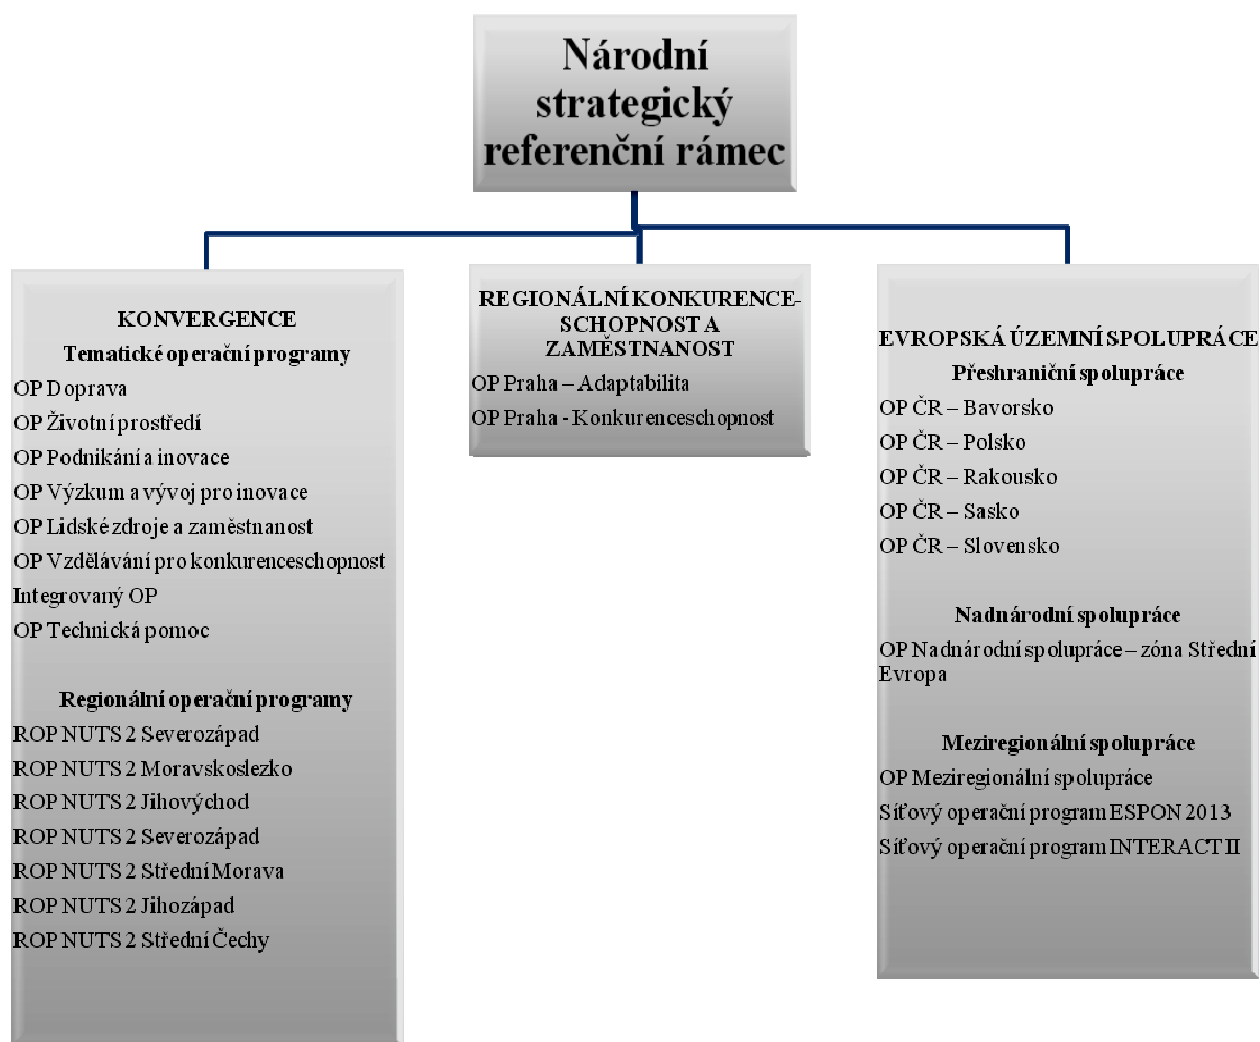 Národní
strategický
referenční rámec
KONVERGENCE
Tematické operační programy
OP Doprava
OP Životní prostředí
OP Podnikání a inovace
OP Výzkum a vývoj pro inovace
OP Lidské zdroje a zaměstnanost
OP Vzdělávání pro konkurenceschopnost
Integrovaný OP
OP Technická pomoc
Regionální operační programy
ROP NUTS 2 Severozápad
ROP NUTS 2 Moravskoslezko
ROP NUTS 2 Jihovýchod
ROP NUTS 2 Severozápad
ROP NUTS 2 Střední Morava
ROP NUTS 2 Jihozápad
ROP NUTS 2 Střední Čechy
REGIONÁLNÍ KONKURENCE-
SCHOPNOST A
ZAMĚSTNANOST
OP Praha – Adaptabilita
OP Praha - Konkurenceschopnost
EVROPSKÁ ÚZEMNÍ SPOLUPRÁCE
Přeshraniční spolupráce
OP ČR – Bavorsko
OP ČR – Polsko
OP ČR – Rakousko
OP ČR – Sasko
OP ČR – Slovensko
Nadnárodní spolupráce
OP Nadnárodní spolupráce – zóna Střední
Evropa
Meziregionální spolupráce
OP Meziregionální spolupráce
Síťový operační program ESPON 2013
Síťový operační program INTERACT II